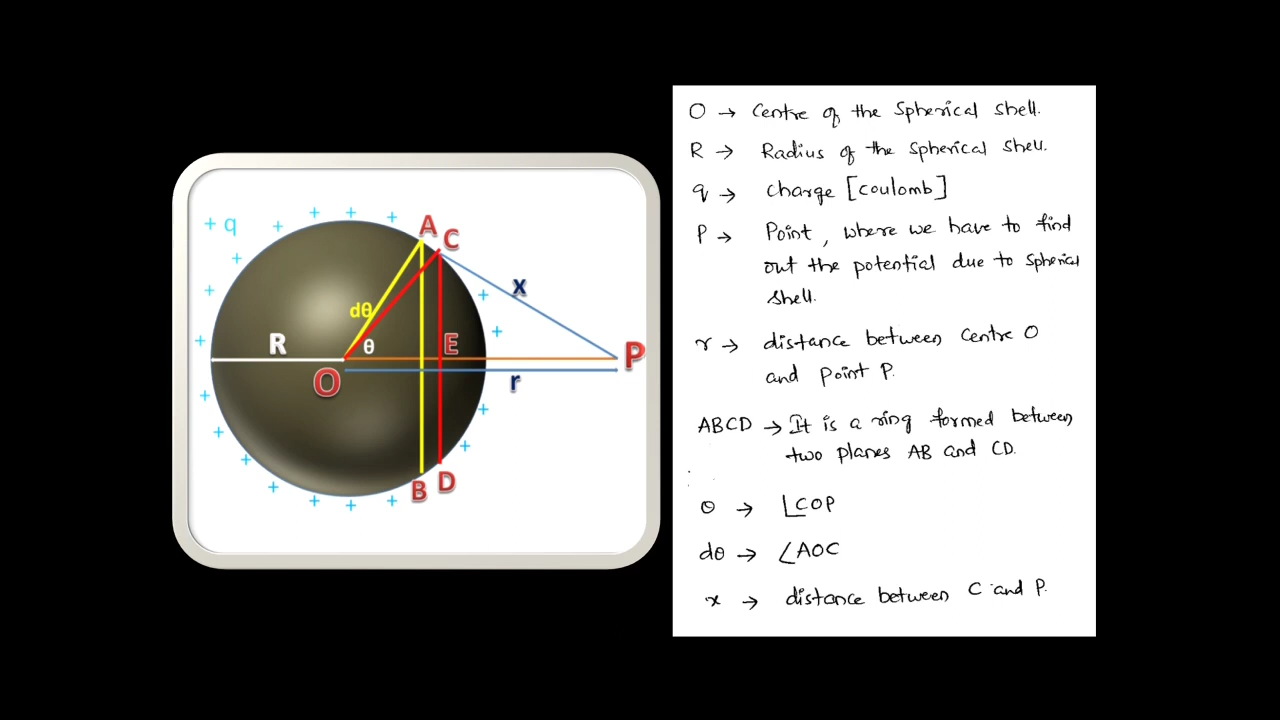 + q
A
C
x
dθ
R
θ
E
P
O
r
B
D
O → Centre of the Spherical shell.
R → Radius of the spherical shell.
q → charge [coulomb]
P → Point, where we have to find
out the potential due to spherical
shell.
r → distance between centre O
and point P.
ABCD → It is a ring formed between
two planes AB and CD.
θ → ∠COP
dθ → ∠AOC
x → distance between C and P.